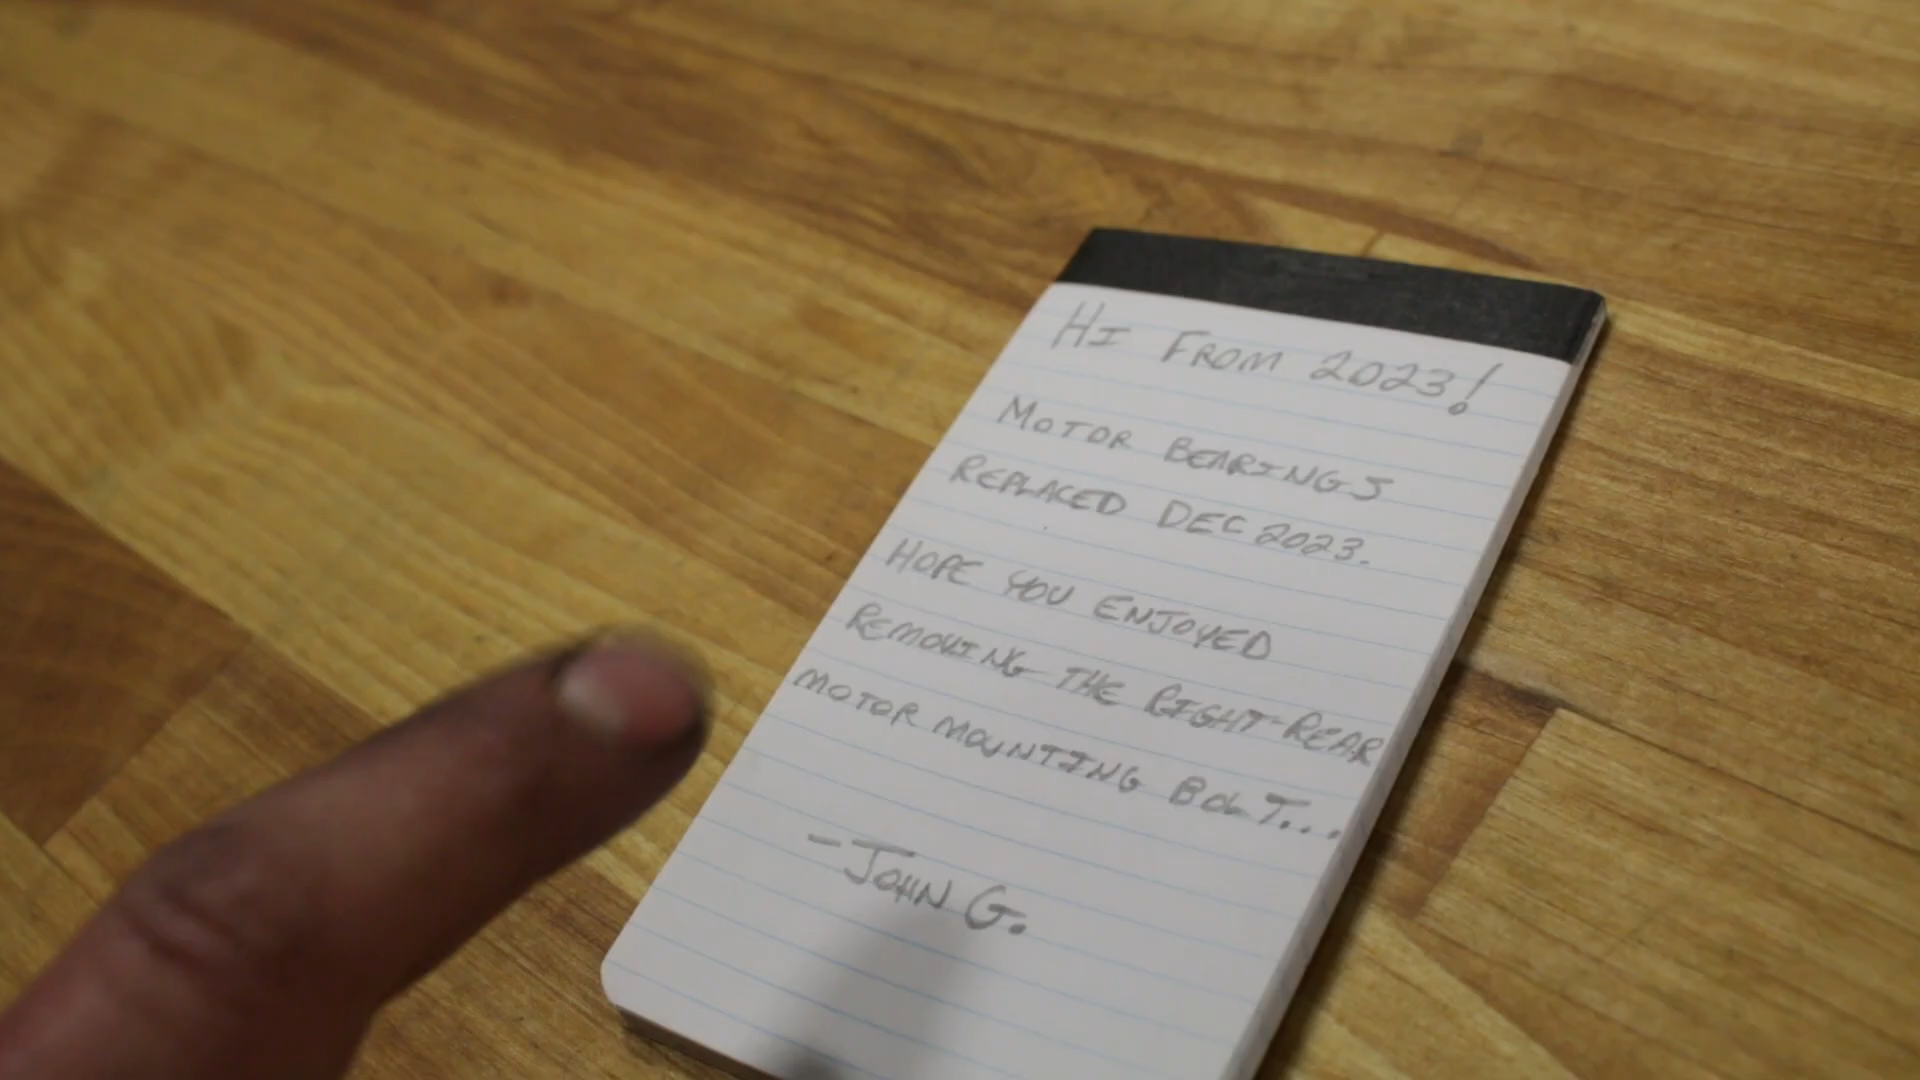 HI FROM 2023!
MOTOR BEARINGS
REPLACED DEC 2023.
HOPE YOU ENJOYED
REMOVING THE RIGHT-REAR
MOTOR MOUNTING BOLT...
-JOHN G.